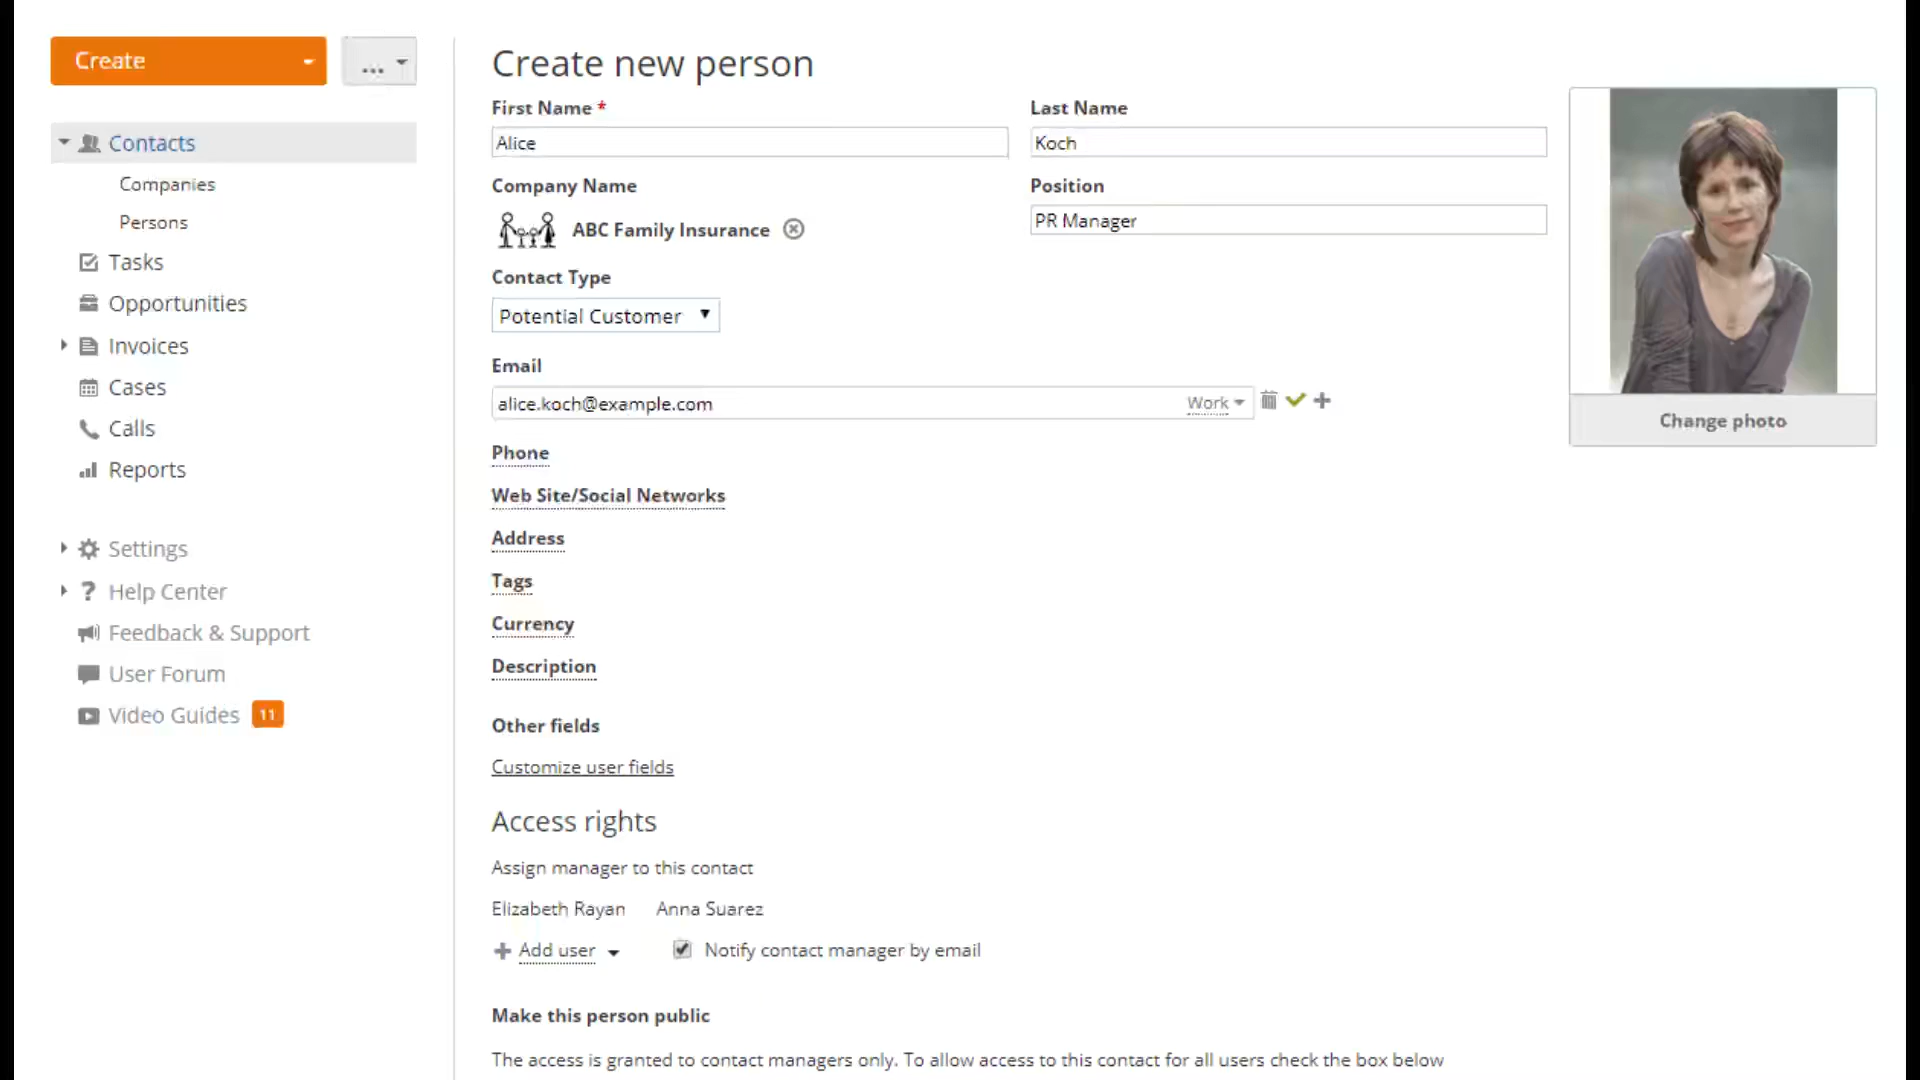 Create
...
Contacts
Companies
Persons
Tasks
Opportunities
Invoices
Cases
Calls
Reports
Settings
? Help Center
Feedback & Support
User Forum
Video Guides 11
Create new person
First Name * Last Name
Alice Koch
Company Name Position
ABC Family Insurance PR Manager
Contact Type
Potential Customer
Email
alice.koch@example.com Work
Change photo
Phone
Web Site/Social Networks
Address
Tags
Currency
Description
Other fields
Customize user fields
Access rights
Assign manager to this contact
Elizabeth Rayan Anna Suarez
Add user Notify contact manager by email
Make this person public
The access is granted to contact managers only. To allow access to this contact for all users check the box below